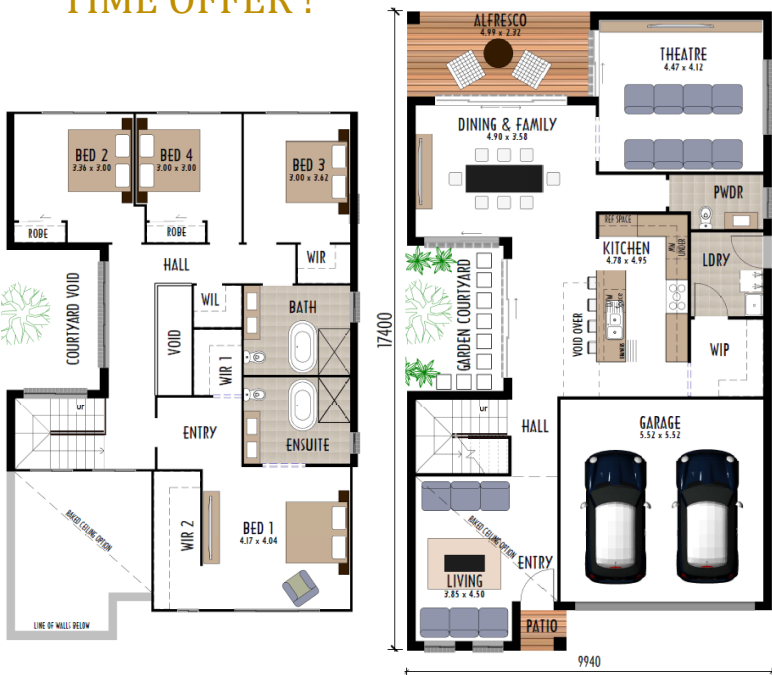 TIME OFFER !
BED 2
3.36 x 3.00
BED 4
3.00 x 3.00
BED 3
3.00 x 3.62
ROBE
ROBE
WIR
HALL
WIL
BATH
COURTYARD VOID
VOID
WIR 1
UP
ENTRY
ENSUITE
RAKED CEILING OPTION
WIR 2
BED 1
4.17 x 4.04
LINE OF WALLS BELOW
ALFRESCO
4.99 x 2.32
THEATRE
4.47 x 4.12
DINING & FAMILY
4.90 x 3.58
PWDR
REF SPACE
KITCHEN
4.78 x 4.95
MW
UNDER
LDRY
GARDEN COURTYARD
VOID OVER
WIP
17400
UP
HALL
GARAGE
5.52 x 5.52
RAKED CEILING OPTION
ENTRY
LIVING
3.85 x 4.50
PATIO
9940